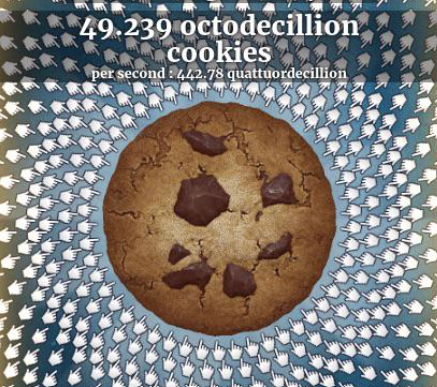 49.239 octodecillion
cookies
per second : 442.78 quattuordecillion